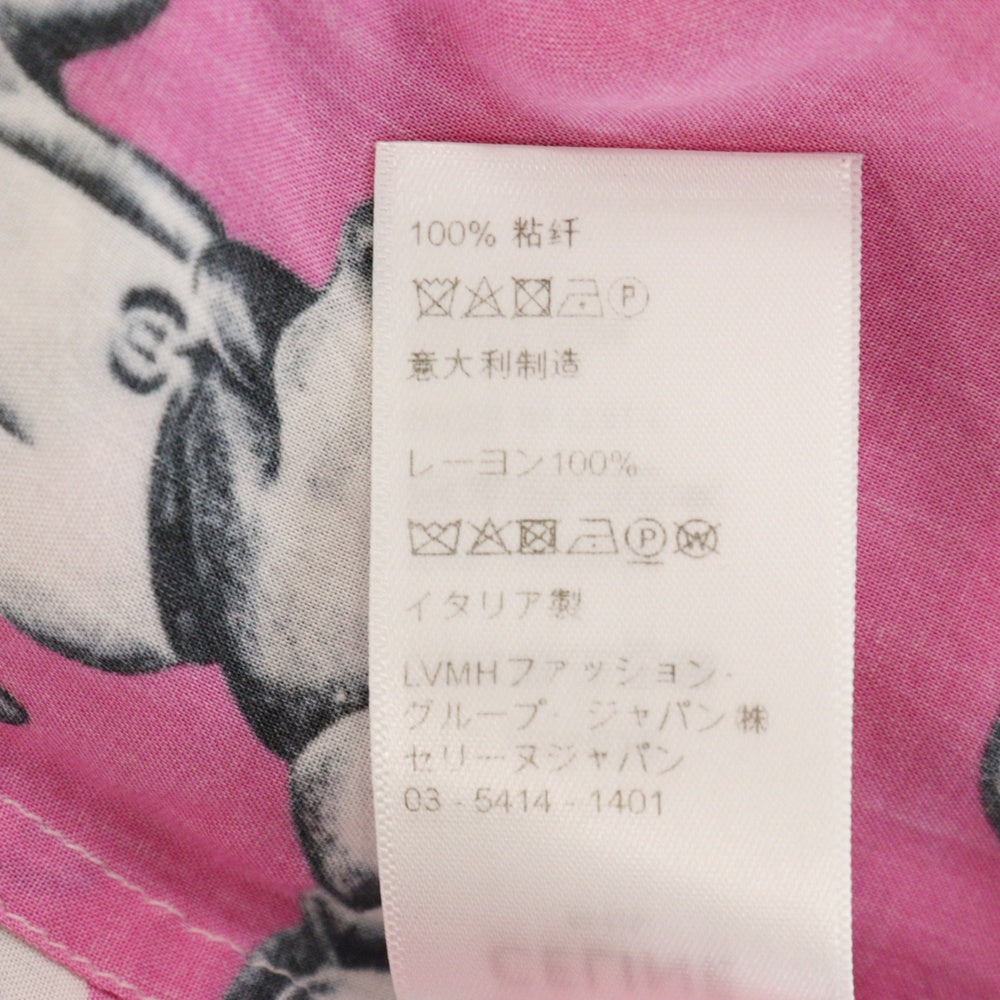 100% 粘纤
P
意大利制造
レーヨン100%
P W
イタリア製
LVMHファッション・
グループ・ジャパン㈱
セリーヌジャパン
03 - 5414 - 1401
CELINE